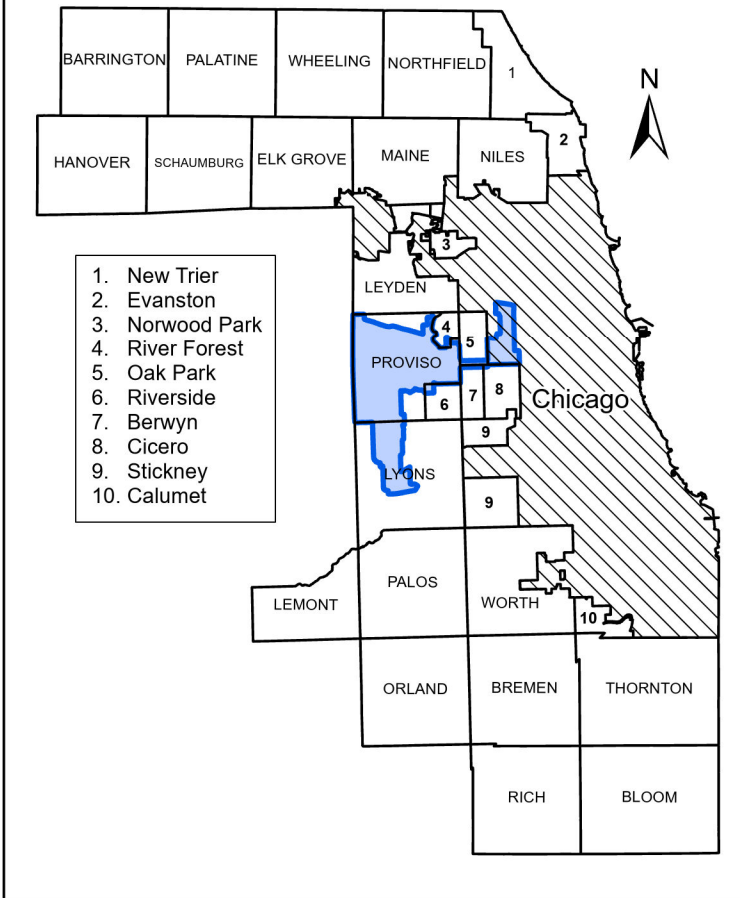 BARRINGTON PALATINE WHEELING NORTHFIELD 1
N
HANOVER SCHAUMBURG ELK GROVE MAINE NILES 2
3
1. New Trier
2. Evanston
3. Norwood Park
4. River Forest
5. Oak Park
6. Riverside
7. Berwyn
8. Cicero
9. Stickney
10. Calumet
LEYDEN
4
5
PROVISO
6 7 8 Chicago
9
LYONS
9
PALOS
LEMONT WORTH
10
ORLAND BREMEN THORNTON
RICH BLOOM